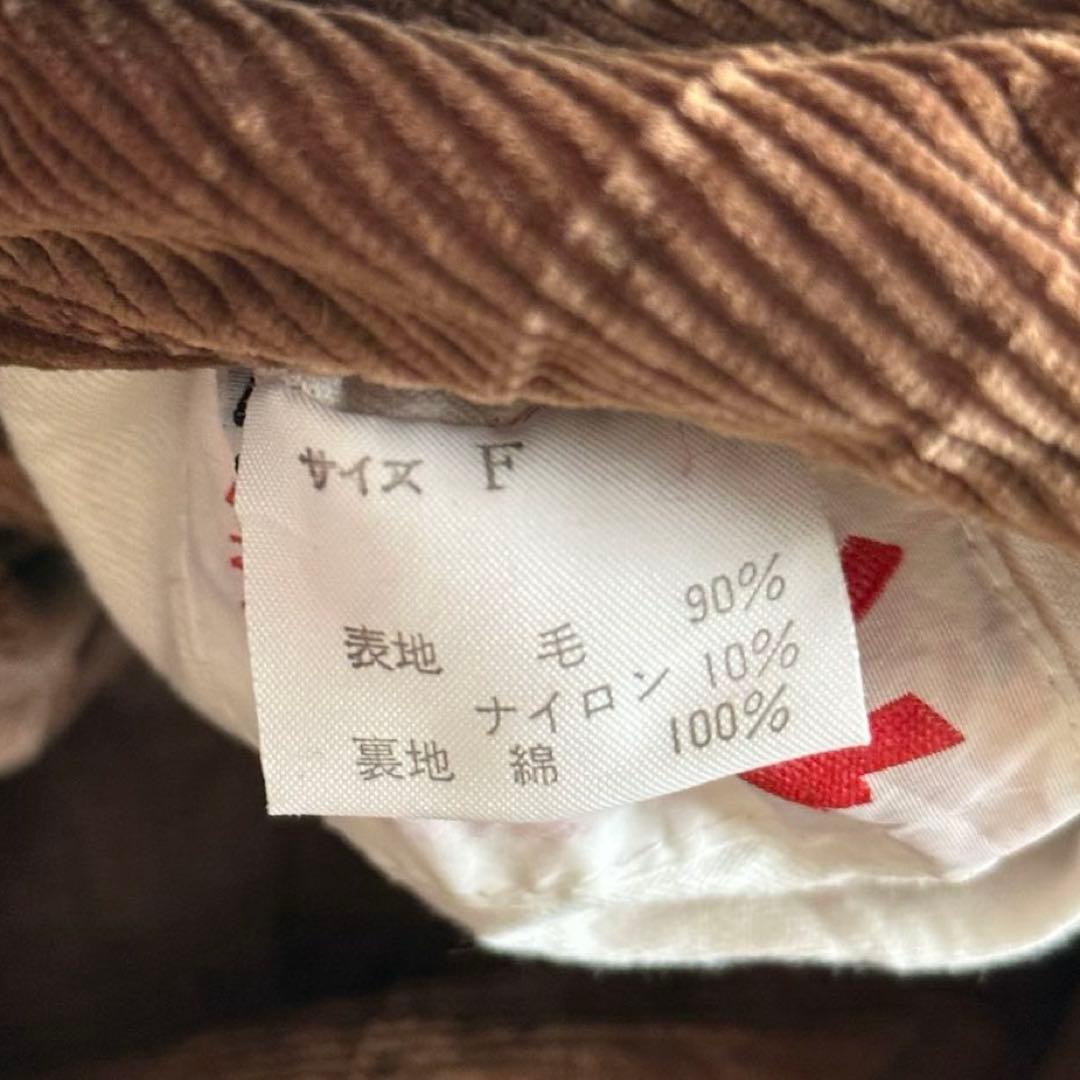 サイズ F
表地 毛 90%
ナイロン 10%
裏地 綿 100%